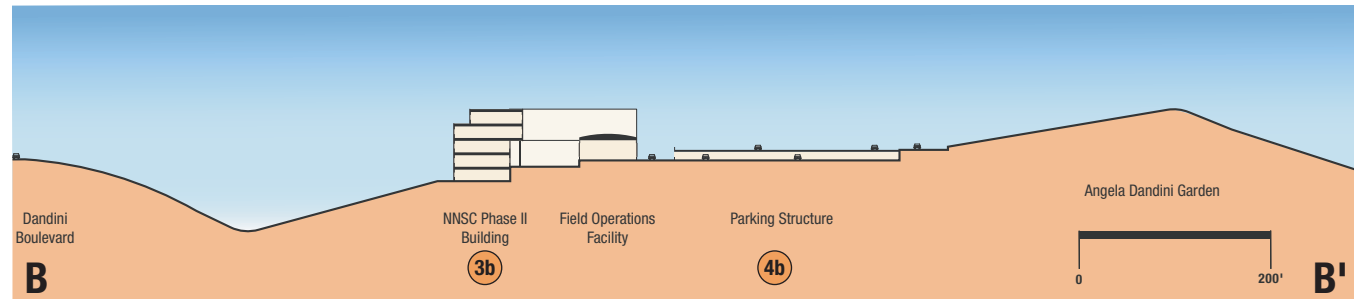 Dandini
Boulevard
NNSC Phase II
Building
3b
Field Operations
Facility
Parking Structure
4b
Angela Dandini Garden
0
200'
B
B'